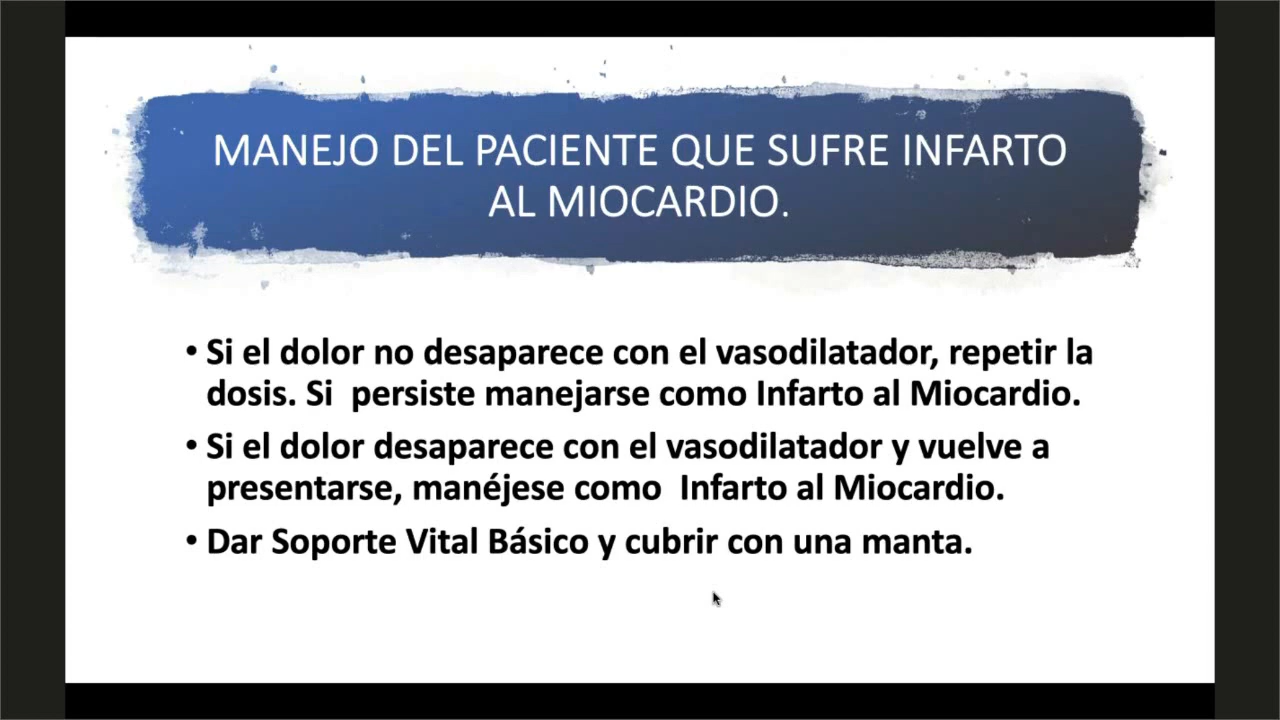 MANEJO DEL PACIENTE QUE SUFRE INFARTO
AL MIOCARDIO.
• Si el dolor no desaparece con el vasodilatador, repetir la
dosis. Si  persiste manejarse como Infarto al Miocardio.
• Si el dolor desaparece con el vasodilatador y vuelve a
presentarse, manéjese como  Infarto al Miocardio.
• Dar Soporte Vital Básico y cubrir con una manta.